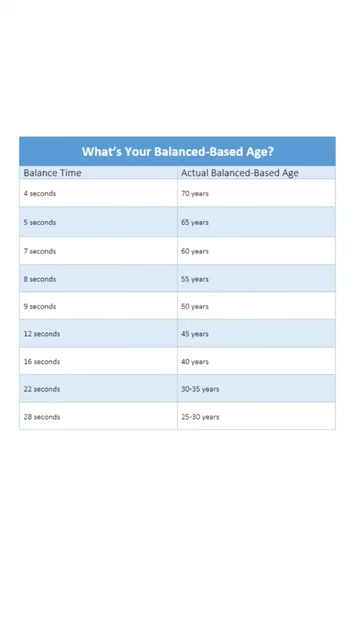 What's Your Balanced-Based Age?
Balance Time Actual Balanced-Based Age
4 seconds 70 years
5 seconds 65 years
7 seconds 60 years
8 seconds 55 years
9 seconds 50 years
12 seconds 45 years
16 seconds 40 years
22 seconds 30-35 years
28 seconds 25-30 years